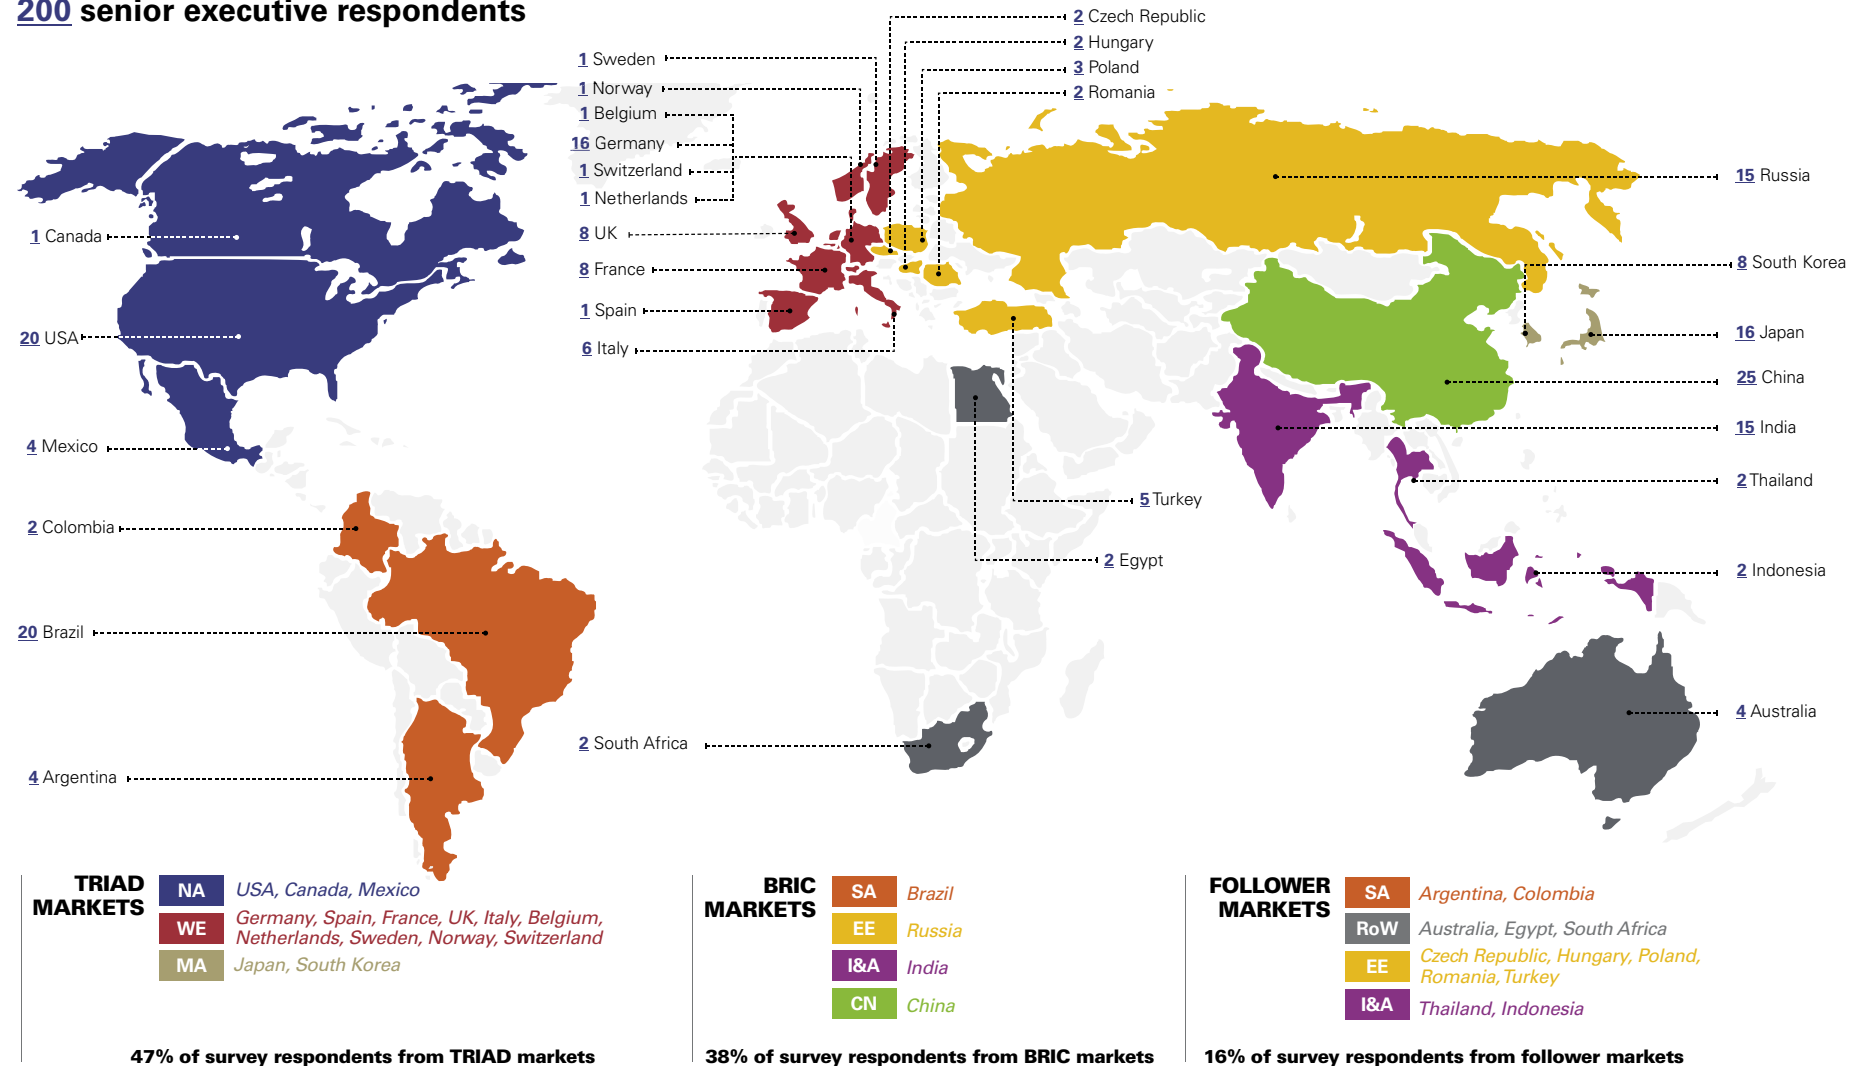 200 senior executive respondents
2 Czech Republic
2 Hungary
3 Poland
2 Romania
1 Sweden
1 Norway
1 Belgium
16 Germany
1 Switzerland
1 Netherlands
8 UK
8 France
1 Spain
6 Italy
1 Canada
20 USA
4 Mexico
2 Colombia
20 Brazil
4 Argentina
2 South Africa
5 Turkey
2 Egypt
15 Russia
8 South Korea
16 Japan
25 China
15 India
2 Thailand
2 Indonesia
4 Australia
TRIAD
MARKETS
NA USA, Canada, Mexico
WE Germany, Spain, France, UK, Italy, Belgium,
Netherlands, Sweden, Norway, Switzerland
MA Japan, South Korea
47% of survey respondents from TRIAD markets
BRIC
MARKETS
SA Brazil
EE Russia
I&A India
CN China
38% of survey respondents from BRIC markets
FOLLOWER
MARKETS
SA Argentina, Colombia
RoW Australia, Egypt, South Africa
EE Czech Republic, Hungary, Poland,
Romania, Turkey
I&A Thailand, Indonesia
16% of survey respondents from follower markets